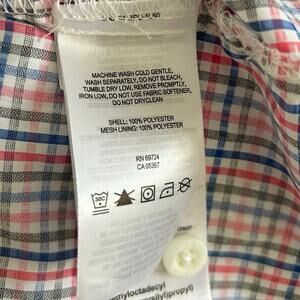 MACHINE WASH COLD GENTLE,
WASH SEPARATELY, DO NOT BLEACH,
TUMBLE DRY LOW, REMOVE PROMPTLY,
IRON LOW, DO NOT USE FABRIC SOFTENER,
DO NOT DRYCLEAN
SHELL: 100% POLYESTER
MESH LINING: 100% POLYESTER
RN 69724
CA 05367
30C